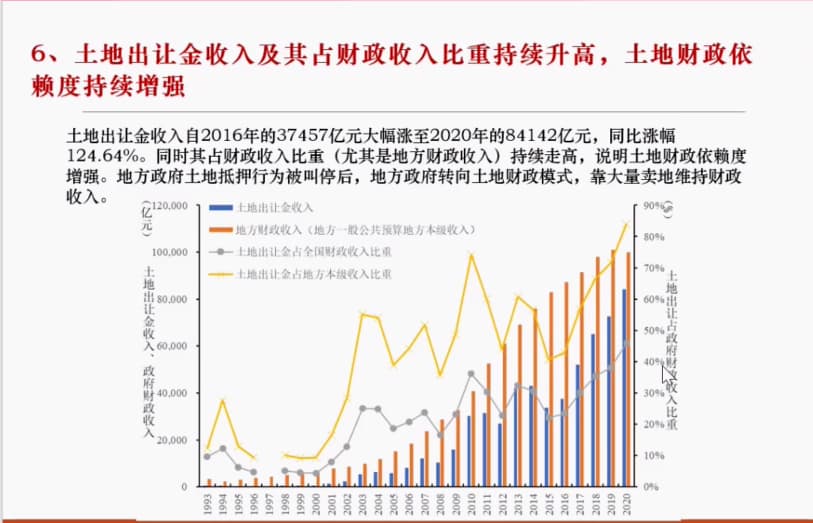 6、土地出让金收入及其占财政收入比重持续升高，土地财政依
赖度持续增强
土地出让金收入自2016年的37457亿元大幅涨至2020年的84142亿元，同比涨幅
124.64%。同时其占财政收入比重（尤其是地方财政收入）持续走高，说明土地财政依赖度
增强。地方政府土地抵押行为被叫停后，地方政府转向土地财政模式，靠大量卖地维持财政
收入。
（亿元）
土地出让金收入、政府财政收入
120,000
100,000
80,000
60,000
40,000
20,000
0
土地出让金收入
地方财政收入（地方一般公共预算地方本级收入）
土地出让金占全国财政收入比重
土地出让金占地方本级收入比重
90%
80%
70%
60%
50%
40%
30%
20%
10%
0%
(%)
土地出让占政府财政收入比重
1993 1994 1995 1996 1997 1998 1999 2000 2001 2002 2003 2004 2005 2006 2007 2008 2009 2010 2011 2012 2013 2014 2015 2016 2017 2018 2019 2020